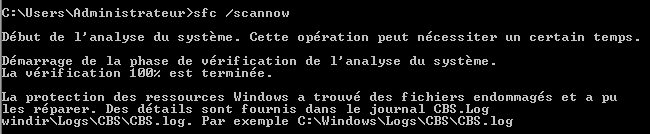 C:\Users\Administrateur>sfc /scannow
Début de l'analyse du système. Cette opération peut nécessiter un certain temps.
Démarrage de la phase de vérification de l'analyse du système.
La vérification 100% est terminée.
La protection des ressources Windows a trouvé des fichiers endommagés et a pu
les réparer. Des détails sont fournis dans le journal CBS.Log
windir\Logs\CBS\CBS.log. Par exemple C:\Windows\Logs\CBS\CBS.log